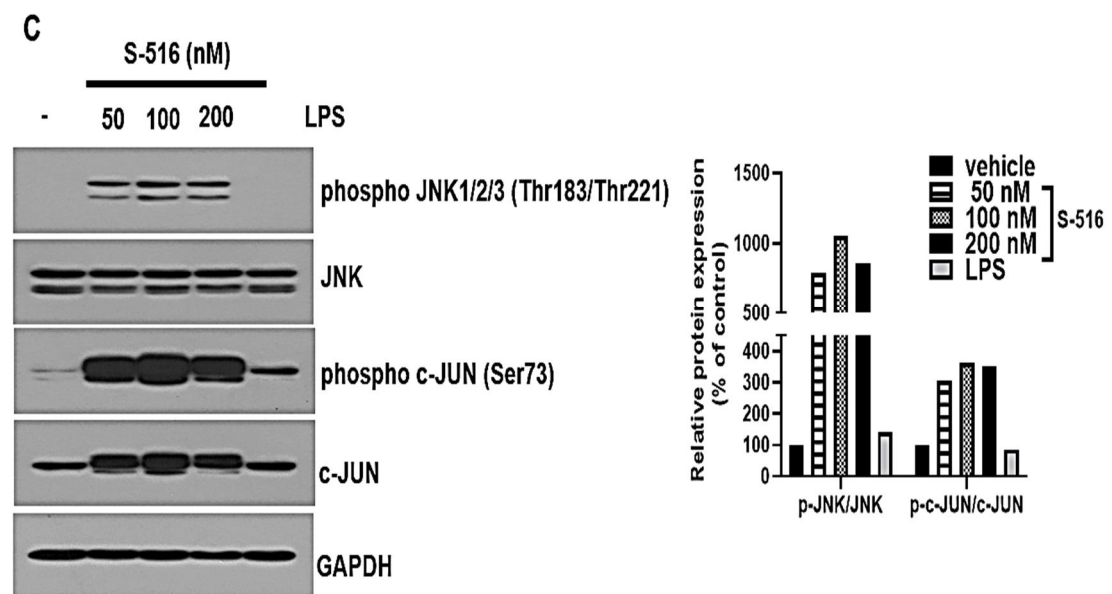 C
S-516 (nM)
- 50 100 200 LPS
phospho JNK1/2/3 (Thr183/Thr221)
JNK
phospho c-JUN (Ser73)
c-JUN
GAPDH
Relative protein expression
(% of control)
1500
1000
500
400
300
200
100
0
p-JNK/JNK p-c-JUN/c-JUN
vehicle
50 nM
100 nM
200 nM
LPS
S-516